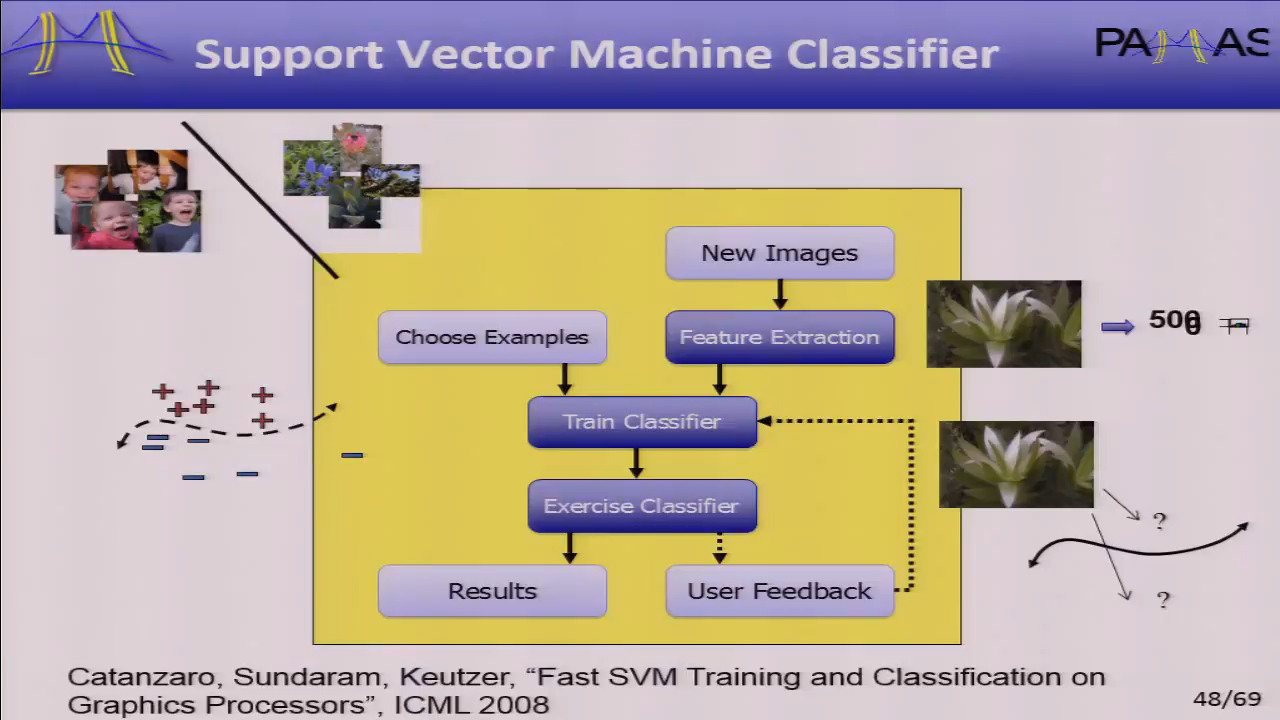 Support Vector Machine Classifier
PA AS
New Images
Choose Examples
Feature Extraction
Train Classifier
Exercise Classifier
Results
User Feedback
?
?
Catanzaro, Sundaram, Keutzer, “Fast SVM Training and Classification on
Graphics Processors”, ICML 2008
48/69